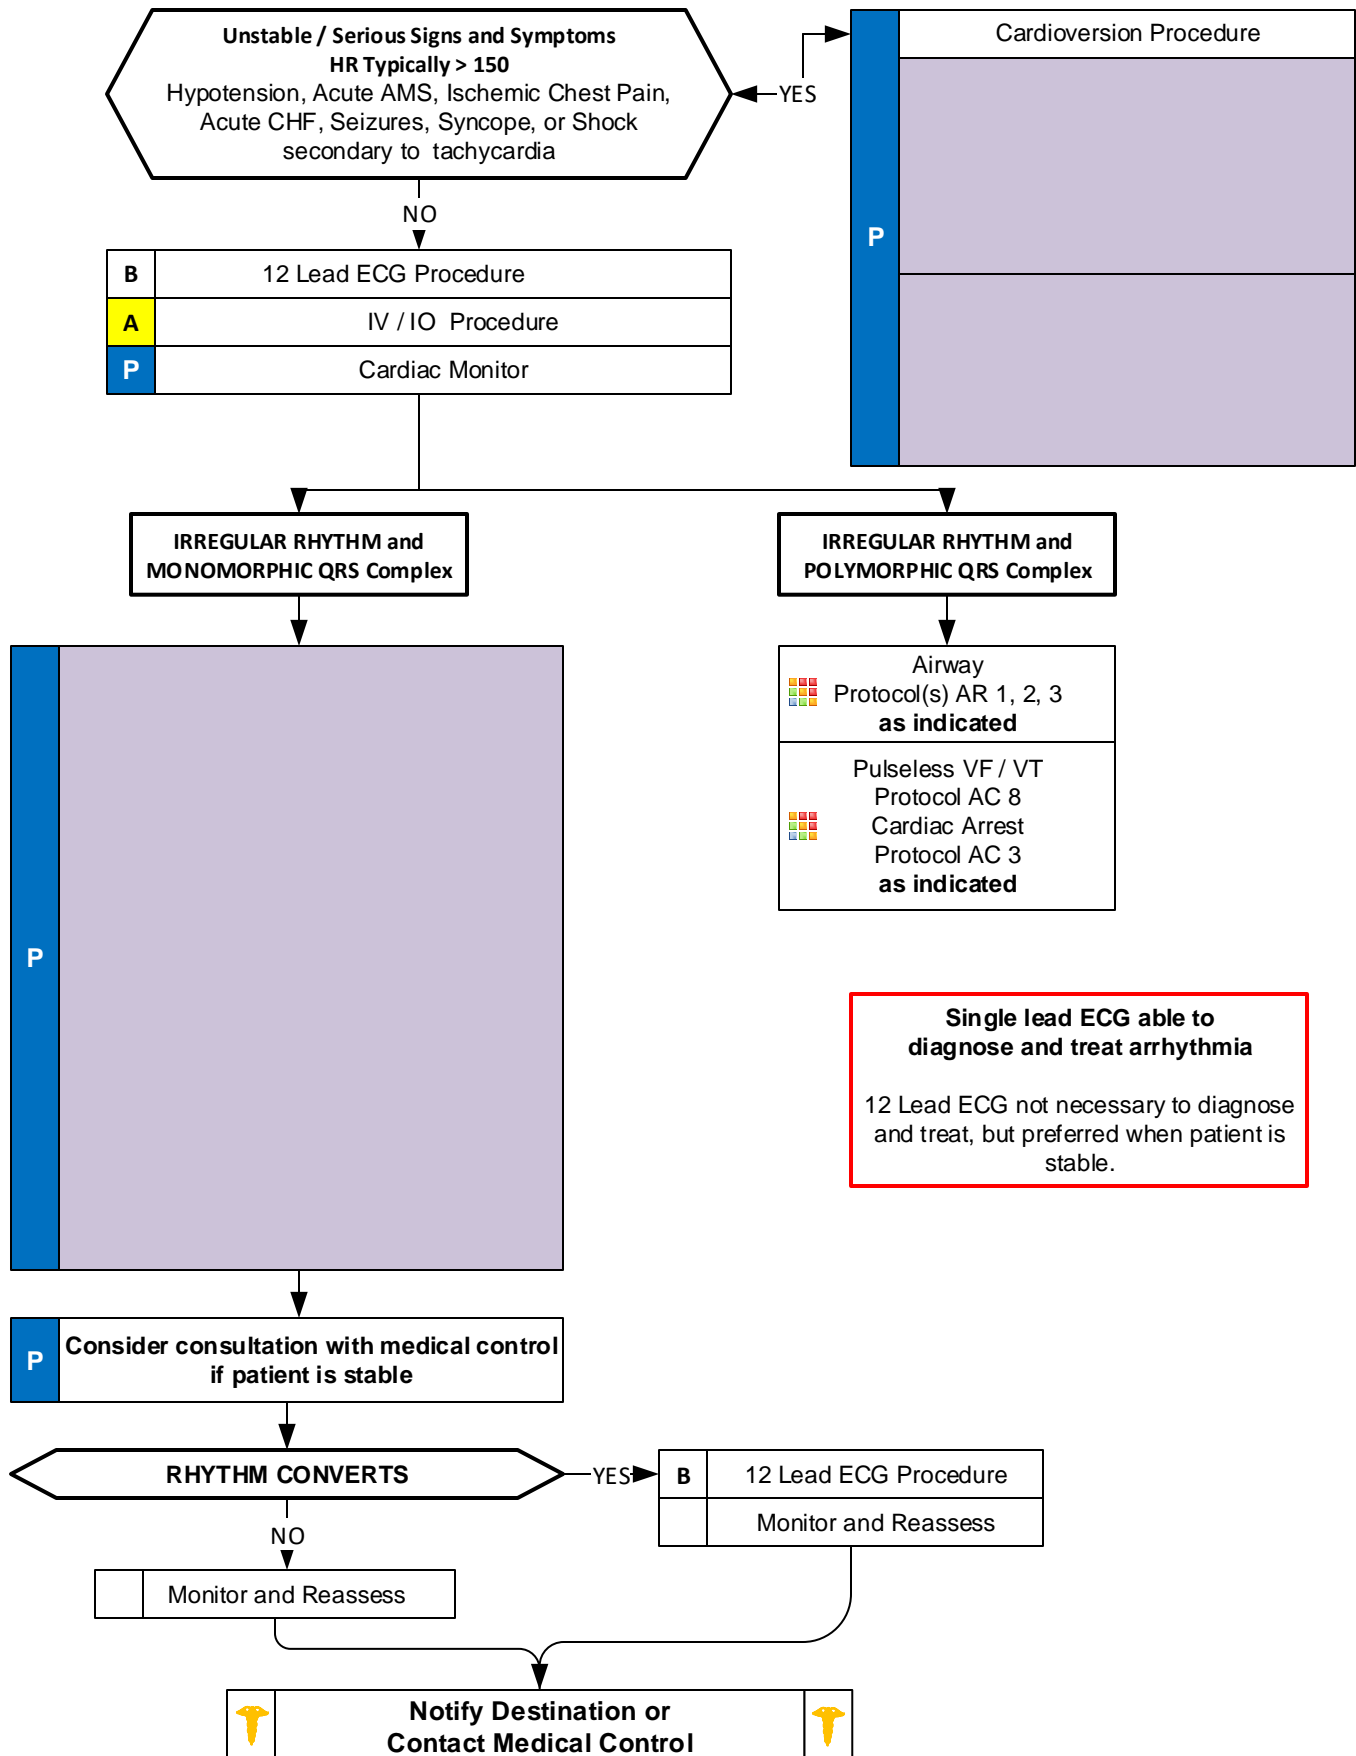 Unstable / Serious Signs and Symptoms
HR Typically > 150
Hypotension, Acute AMS, Ischemic Chest Pain,
Acute CHF, Seizures, Syncope, or Shock
secondary to tachycardia
YES
Cardioversion Procedure
P
NO
B 12 Lead ECG Procedure
A IV / IO Procedure
P Cardiac Monitor
IRREGULAR RHYTHM and
MONOMORPHIC QRS Complex
IRREGULAR RHYTHM and
POLYMORPHIC QRS Complex
P
Airway
Protocol(s) AR 1, 2, 3
as indicated
Pulseless VF / VT
Protocol AC 8
Cardiac Arrest
Protocol AC 3
as indicated
Single lead ECG able to
diagnose and treat arrhythmia
12 Lead ECG not necessary to diagnose
and treat, but preferred when patient is
stable.
P
Consider consultation with medical control
if patient is stable
RHYTHM CONVERTS
YES
B 12 Lead ECG Procedure
Monitor and Reassess
NO
Monitor and Reassess
Notify Destination or
Contact Medical Control